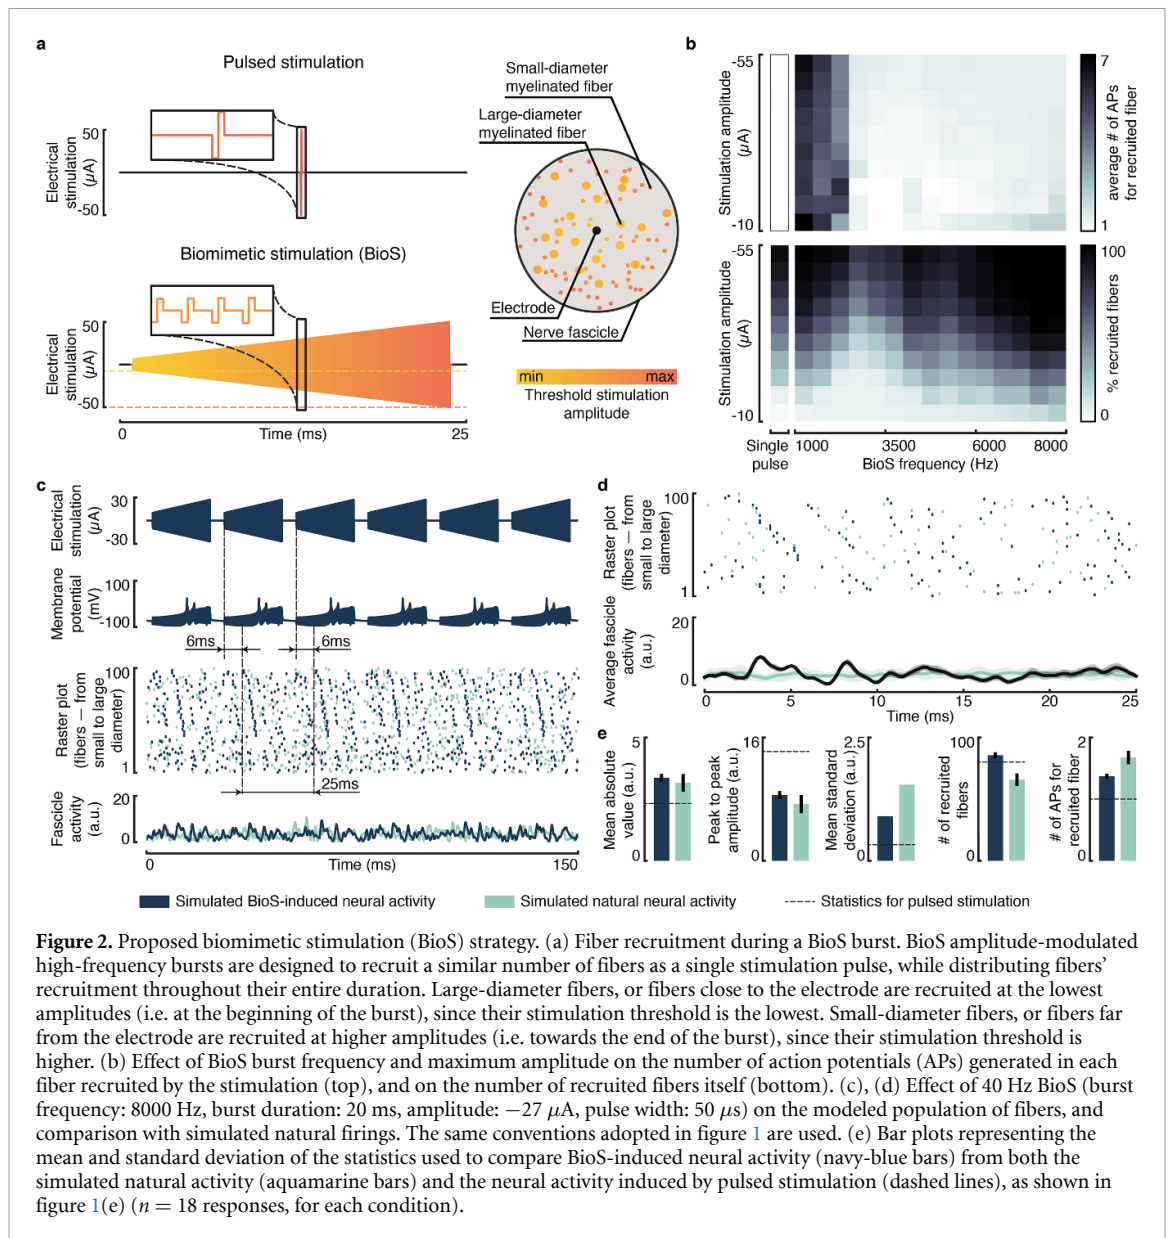 a
Pulsed stimulation
Electrical
stimulation
(µA)
50
-50
Biomimetic stimulation (BioS)
Electrical
stimulation
(µA)
50
-50
0
Time (ms)
25
Small-diameter
myelinated fiber
Large-diameter
myelinated fiber
Electrode
Nerve fascicle
min
max
Threshold stimulation
amplitude
b
Stimulation amplitude
(µA)
-55
-10
7
1
average # of APs
for recruited fiber
Stimulation amplitude
(µA)
-55
-10
100
0
% recruited fibers
Single
pulse
1000
3500
6000
8000
BioS frequency (Hz)
c
Electrical
stimulation
(µA)
30
-30
Membrane
potential
(mV)
100
-100
6ms
6ms
Raster plot
(fibers — from
small to large
diameter)
100
1
25ms
Fascicle
activity
(a.u.)
20
0
0
Time (ms)
150
d
Raster plot
(fibers — from
small to large
diameter)
100
1
Average fascicle
activity
(a.u.)
20
0
0
5
10
15
20
25
Time (ms)
e
Mean absolute
value (a.u.)
5
0
Peak to peak
amplitude (a.u.)
16
0
Mean standard
deviation (a.u.)
2.5
0
# of recruited
fibers
100
0
# of APs for
recruited fiber
2
0
Simulated BioS-induced neural activity
Simulated natural neural activity
Statistics for pulsed stimulation
Figure 2. Proposed biomimetic stimulation (BioS) strategy. (a) Fiber recruitment during a BioS burst. BioS amplitude-modulated
high-frequency bursts are designed to recruit a similar number of fibers as a single stimulation pulse, while distributing fibers’
recruitment throughout their entire duration. Large-diameter fibers, or fibers close to the electrode are recruited at the lowest
amplitudes (i.e. at the beginning of the burst), since their stimulation threshold is the lowest. Small-diameter fibers, or fibers far
from the electrode are recruited at higher amplitudes (i.e. towards the end of the burst), since their stimulation threshold is
higher. (b) Effect of BioS burst frequency and maximum amplitude on the number of action potentials (APs) generated in each
fiber recruited by the stimulation (top), and on the number of recruited fibers itself (bottom). (c), (d) Effect of 40 Hz BioS (burst
frequency: 8000 Hz, burst duration: 20 ms, amplitude: −27 µA, pulse width: 50 µs) on the modeled population of fibers, and
comparison with simulated natural firings. The same conventions adopted in figure 1 are used. (e) Bar plots representing the
mean and standard deviation of the statistics used to compare BioS-induced neural activity (navy-blue bars) from both the
simulated natural activity (aquamarine bars) and the neural activity induced by pulsed stimulation (dashed lines), as shown in
figure 1(e) (n = 18 responses, for each condition).